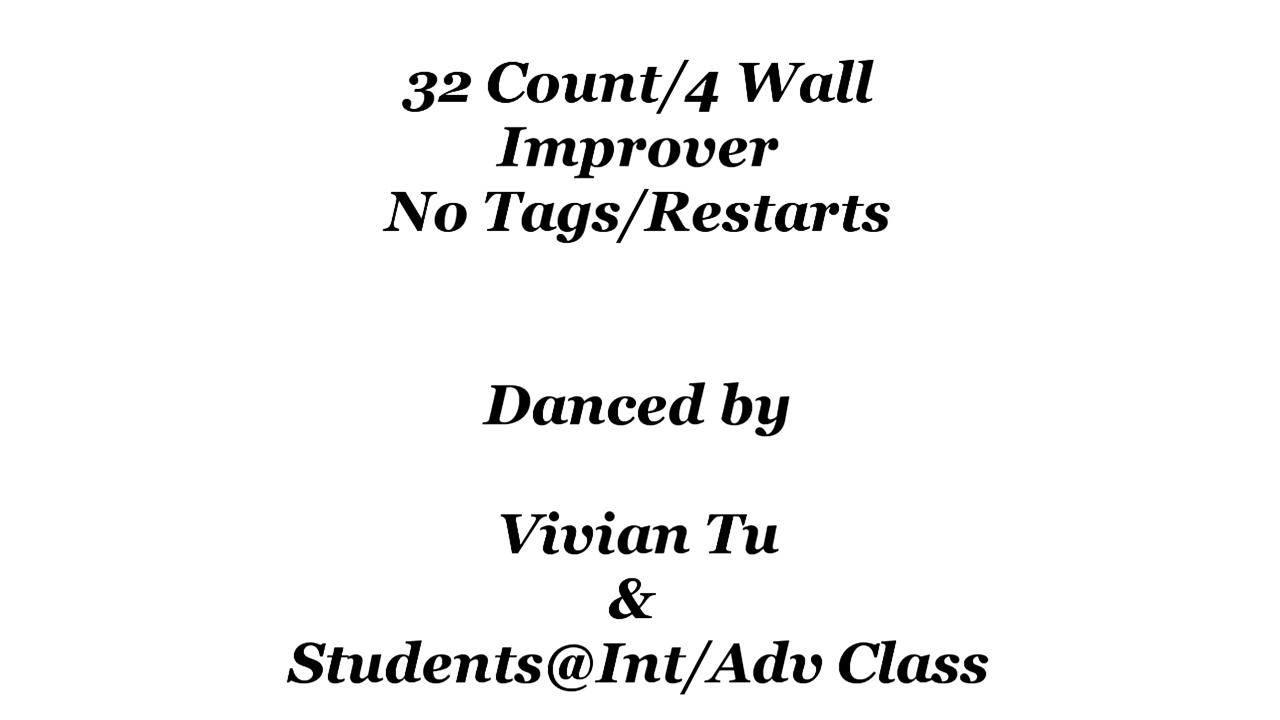 32 Count/4 Wall
Improver
No Tags/Restarts
Danced by
Vivian Tu
&
Students@Int/Adv Class